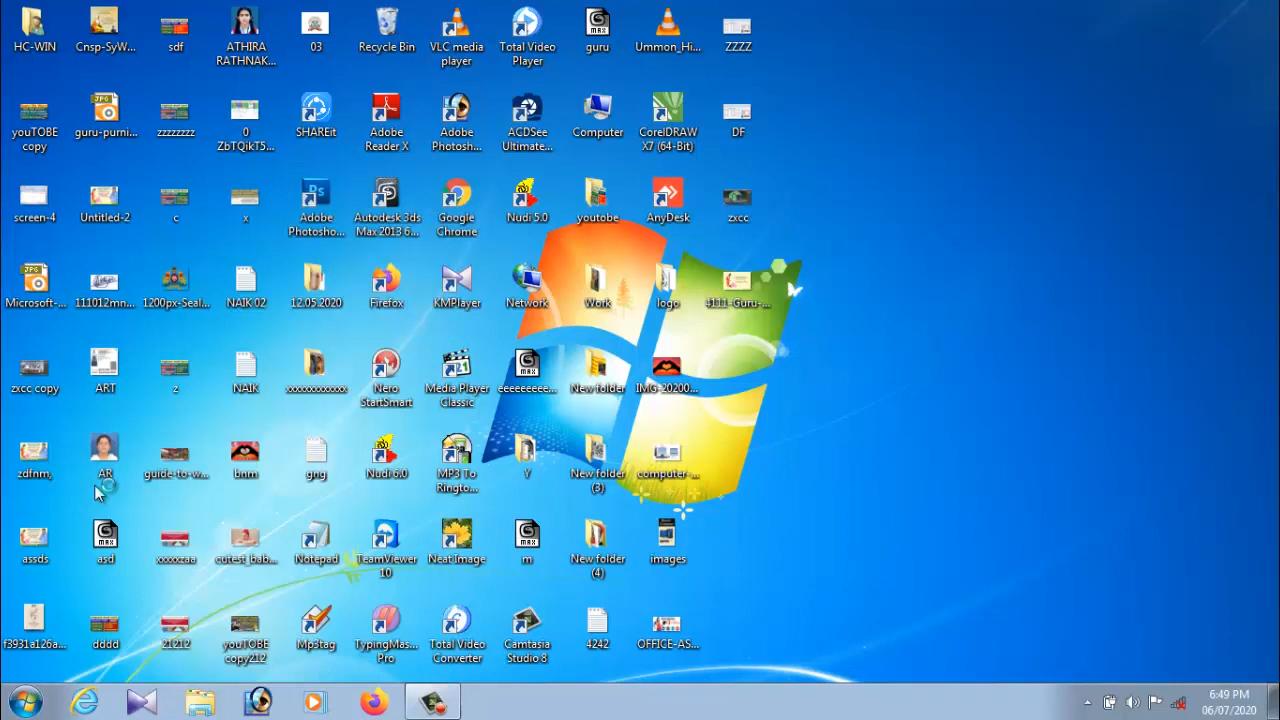 HC-WIN
Cnsp-SyW...
sdf
ATHIRA
RATHNAK...
03
Recycle Bin
VLC media
player
Total Video
Player
guru
Ummon_Hi...
ZZZZ
youTOBE
copy
guru-purni...
zzzzzzzz
0
ZbTQikT5...
SHAREit
Adobe
Reader X
Adobe
Photosh...
ACDSee
Ultimate...
Computer
CorelDRAW
X7 (64-Bit)
DF
screen-4
Untitled-2
c
x
Adobe
Photosho...
Autodesk 3ds
Max 2013 6...
Google
Chrome
Nudi 5.0
youtobe
AnyDesk
zxcc
Microsoft-...
111012mn...
1200px-Seal...
NAIK 02
12.05.2020
Firefox
KMPlayer
Network
Work
logo
4111-Guru-...
zxcc copy
ART
z
NAIK
xxxxxxxxxxxx
Nero
StartSmart
Media Player
Classic
eeeeeeeee...
New folder
IMG-20200...
zdfnm,
AR
guide-to-w...
bnm
gng
Nudi 6.0
MP3 To
Ringto...
Y
New folder
(3)
computer-...
assds
asd
xxxxxzaa
cutest_bab...
Notepad
TeamViewer
10
Neat Image
m
New folder
(4)
images
f3931a126a...
dddd
21212
youTOBE
copy212
Mp3tag
TypingMas...
Pro
Total Video
Converter
Camtasia
Studio 8
4242
OFFICE-AS...
6:49 PM
06/07/2020